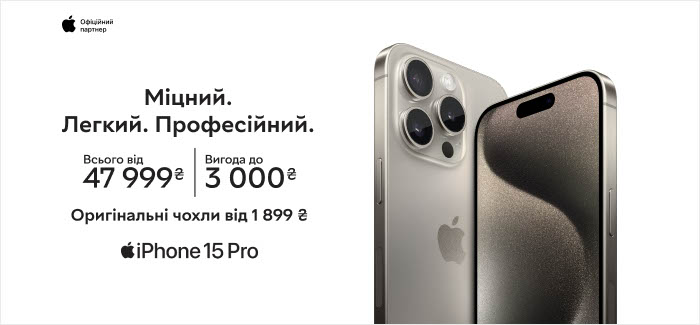 Офіційний
партнер
Міцний.
Легкий. Професійний.
Всього від
47 999₴
Вигода до
3 000₴
Оригінальні чохли від 1 899 ₴
iPhone 15 Pro